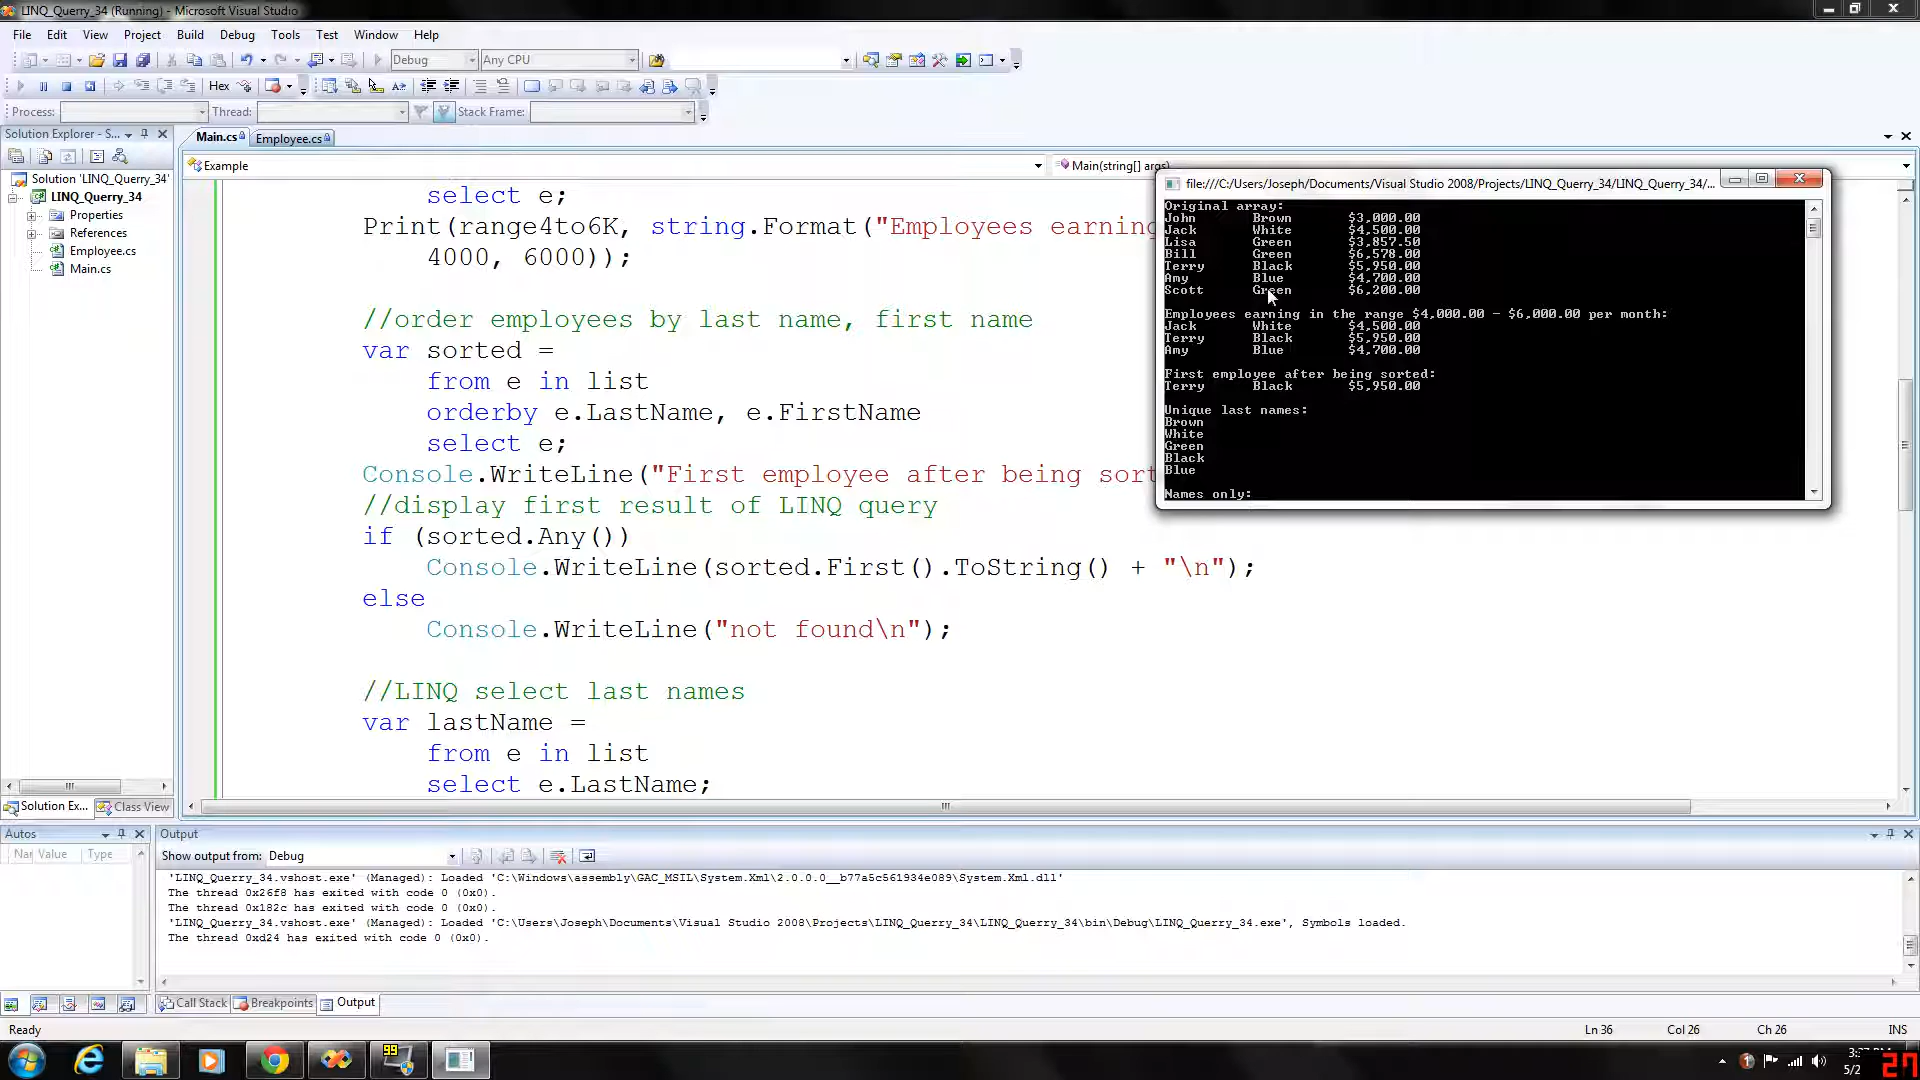 LINQ_Querry_34 (Running) - Microsoft Visual Studio
File Edit View Project Build Debug Tools Test Window Help
Debug Any CPU
Hex
Process: Thread: Stack Frame:
Solution Explorer - S...
Main.cs Employee.cs
Example Main(string[] args)
Solution 'LINQ_Querry_34'
LINQ_Querry_34
Properties
References
Employee.cs
Main.cs
select e;
Print(range4to6K, string.Format("Employees earning
4000, 6000));
//order employees by last name, first name
var sorted =
from e in list
orderby e.LastName, e.FirstName
select e;
Console.WriteLine("First employee after being sort
//display first result of LINQ query
if (sorted.Any())
Console.WriteLine(sorted.First().ToString() + "\n");
else
Console.WriteLine("not found\n");
//LINQ select last names
var lastName =
from e in list
select e.LastName;
file:///C:/Users/Joseph/Documents/Visual Studio 2008/Projects/LINQ_Querry_34/LINQ_Querry_34/...
Original array:
John Brown $3,000.00
Jack White $4,500.00
Lisa Green $3,857.50
Bill Green $6,578.00
Terry Black $5,950.00
Amy Blue $4,700.00
Scott Green $6,200.00
Employees earning in the range $4,000.00 - $6,000.00 per month:
Jack White $4,500.00
Terry Black $5,950.00
Amy Blue $4,700.00
First employee after being sorted:
Terry Black $5,950.00
Unique last names:
Brown
White
Green
Black
Blue
Names only:
Solution Ex... Class View
Autos
Value Type
Output
Show output from: Debug
'LINQ_Querry_34.vshost.exe' (Managed): Loaded 'C:\Windows\assembly\GAC_MSIL\System.Xml\2.0.0.0__b77a5c561934e089\System.Xml.dll'
The thread 0x26f8 has exited with code 0 (0x0).
The thread 0x182c has exited with code 0 (0x0).
'LINQ_Querry_34.vshost.exe' (Managed): Loaded 'C:\Users\Joseph\Documents\Visual Studio 2008\Projects\LINQ_Querry_34\LINQ_Querry_34\bin\Debug\LINQ_Querry_34.exe', Symbols loaded.
The thread 0xd24 has exited with code 0 (0x0).
Call Stack Breakpoints Output
Ready Ln 36 Col 26 Ch 26 INS
99
5/2
27